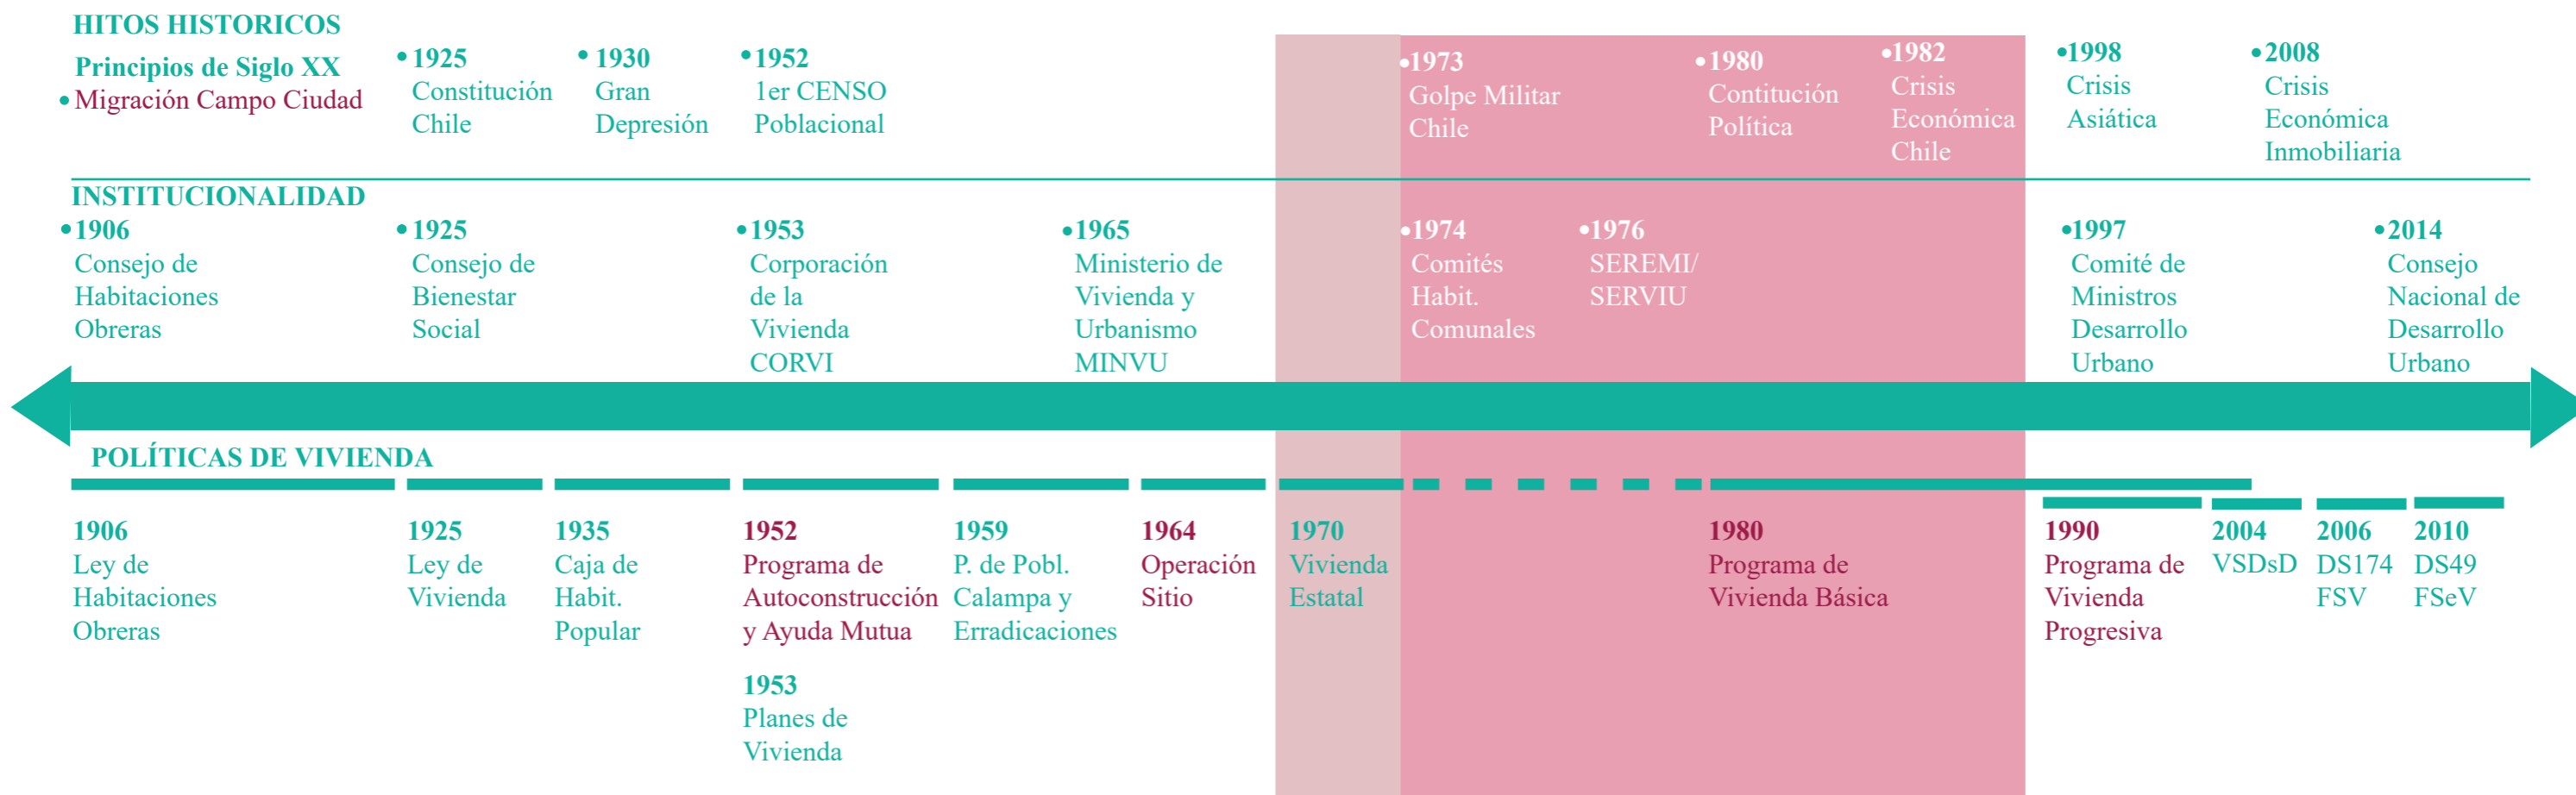 HITOS HISTORICOS
Principios de Siglo XX
Migración Campo Ciudad
1925
Constitución
Chile
1930
Gran
Depresión
1952
1er CENSO
Poblacional
1973
Golpe Militar
Chile
1980
Contitución
Política
1982
Crisis
Económica
Chile
1998
Crisis
Asiática
2008
Crisis
Económica
Inmobiliaria
INSTITUCIONALIDAD
1906
Consejo de
Habitaciones
Obreras
1925
Consejo de
Bienestar
Social
1953
Corporación
de la
Vivienda
CORVI
1965
Ministerio de
Vivienda y
Urbanismo
MINVU
1974
Comités
Habit.
Comunales
1976
SEREMI/
SERVIU
1997
Comité de
Ministros
Desarrollo
Urbano
2014
Consejo
Nacional de
Desarrollo
Urbano
POLÍTICAS DE VIVIENDA
1906
Ley de
Habitaciones
Obreras
1925
Ley de
Vivienda
1935
Caja de
Habit.
Popular
1952
Programa de
Autoconstrucción
y Ayuda Mutua
1953
Planes de
Vivienda
1959
P. de Pobl.
Calampa y
Erradicaciones
1964
Operación
Sitio
1970
Vivienda
Estatal
1980
Programa de
Vivienda Básica
1990
Programa de
Vivienda
Progresiva
2004
VSDsD
2006
DS174
FSV
2010
DS49
FSeV